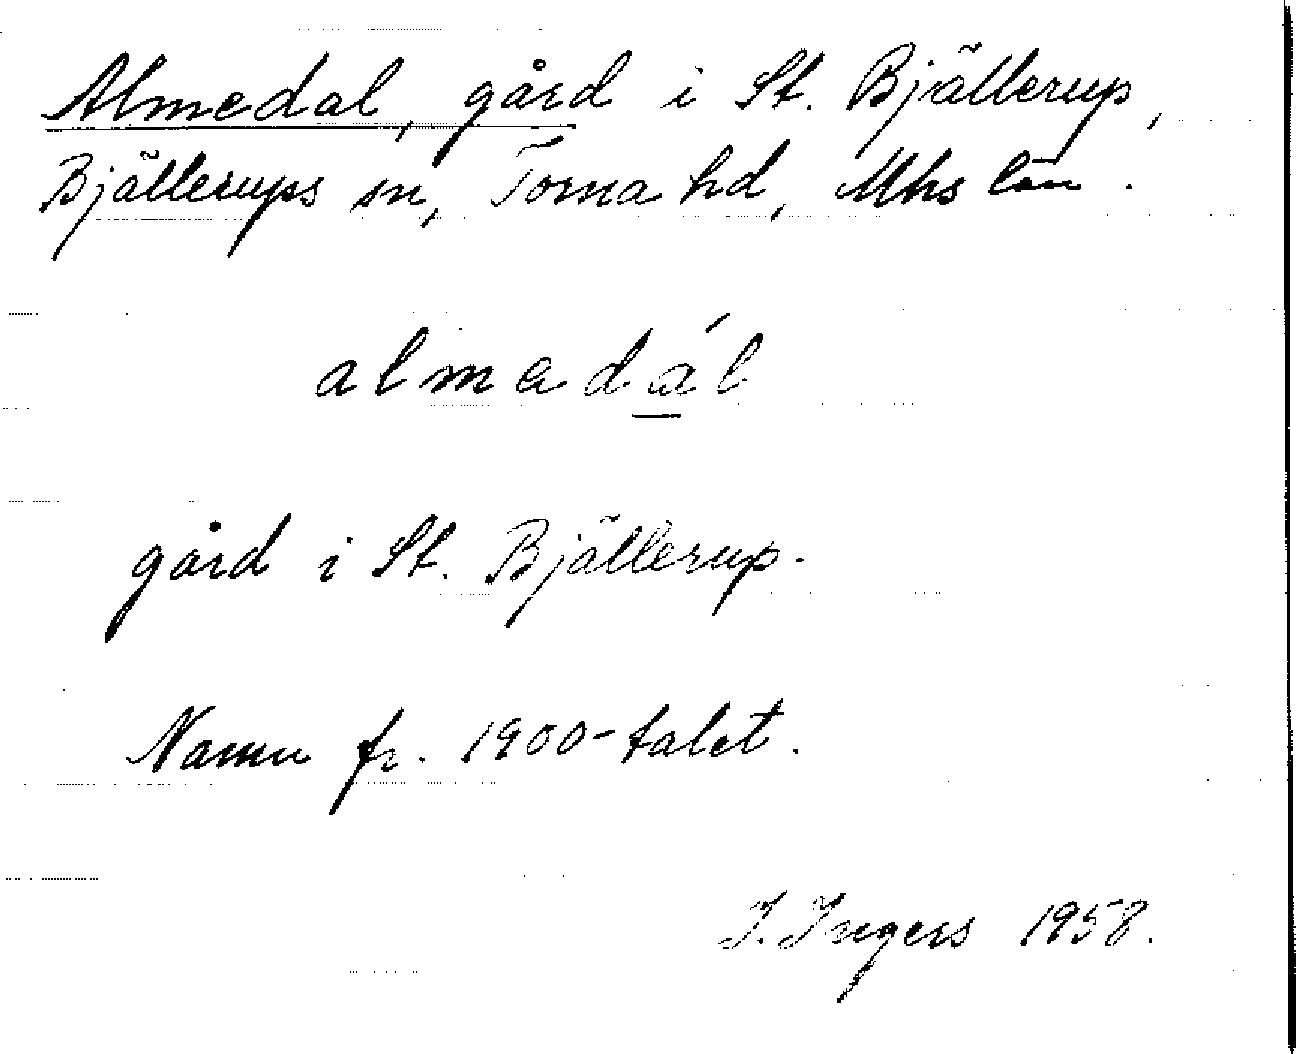 Almedal, gård i St. Bjällerup,
Bjällerups sn, Torna hd, Mhs län.
almadál
gård i St. Bjällerup.
Namn fr. 1900-talet.
I. Ingers 1958.